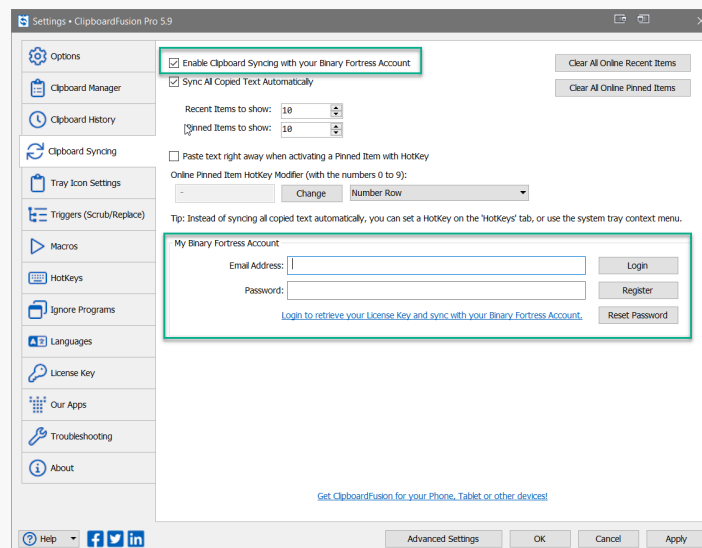 Settings • ClipboardFusion Pro 5.9
Options
Clipboard Manager
Clipboard History
Clipboard Syncing
Tray Icon Settings
Triggers (Scrub/Replace)
Macros
HotKeys
Ignore Programs
Languages
License Key
Our Apps
Troubleshooting
About
Enable Clipboard Syncing with your Binary Fortress Account
Clear All Online Recent Items
Sync All Copied Text Automatically
Clear All Online Pinned Items
Recent Items to show: 10
Pinned Items to show: 10
Paste text right away when activating a Pinned Item with HotKey
Online Pinned Item HotKey Modifier (with the numbers 0 to 9):
- Change Number Row
Tip: Instead of syncing all copied text automatically, you can set a HotKey on the 'HotKeys' tab, or use the system tray context menu.
My Binary Fortress Account
Email Address: Login
Password: Register
Login to retrieve your License Key and sync with your Binary Fortress Account. Reset Password
Get ClipboardFusion for your Phone, Tablet or other devices!
Help Advanced Settings OK Cancel Apply